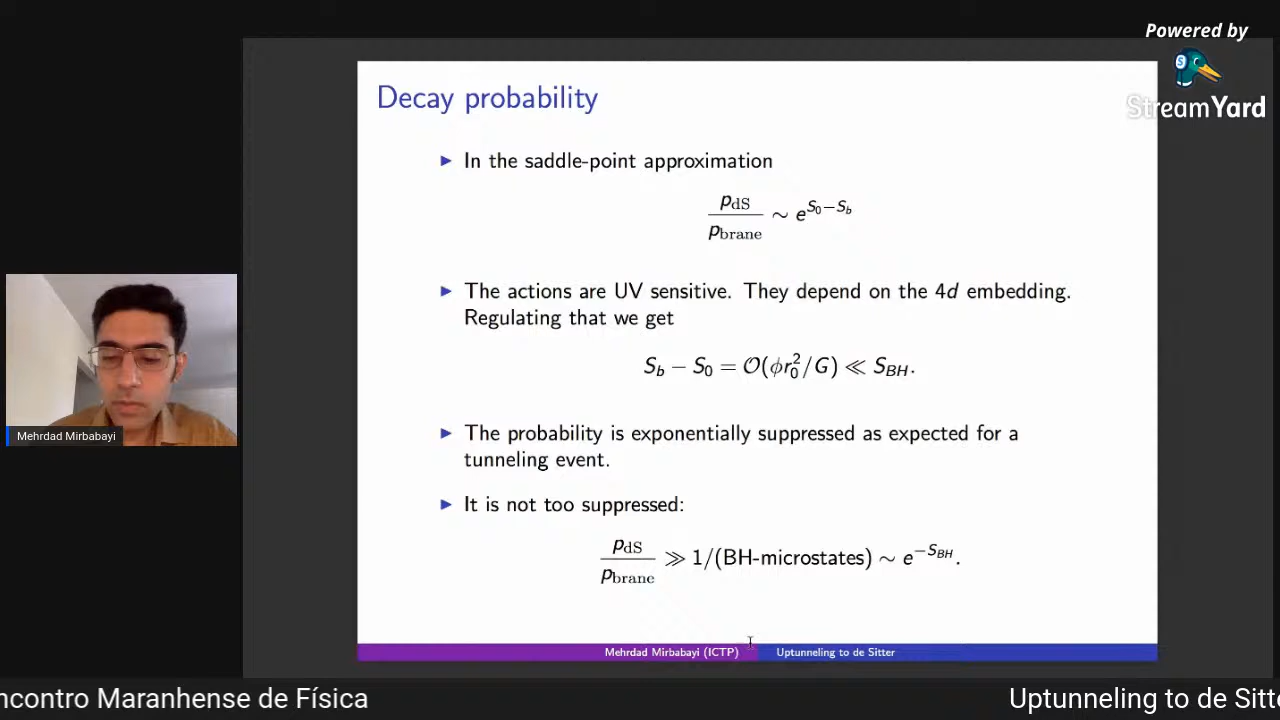 Powered by
StreamYard
Decay probability
▶ In the saddle-point approximation
p_dS / p_brane ∼ e^{S_0−S_b}
▶ The actions are UV sensitive. They depend on the 4d embedding.
Regulating that we get
S_b − S_0 = O(ϕr_0^2/G) ≪ S_BH.
▶ The probability is exponentially suppressed as expected for a
tunneling event.
▶ It is not too suppressed:
p_dS / p_brane ≫ 1/(BH-microstates) ∼ e^{−S_BH}.
Mehrdad Mirbabayi (ICTP) Uptunneling to de Sitter
Mehrdad Mirbabayi
ncontro Maranhense de Física Uptunneling to de Sitte